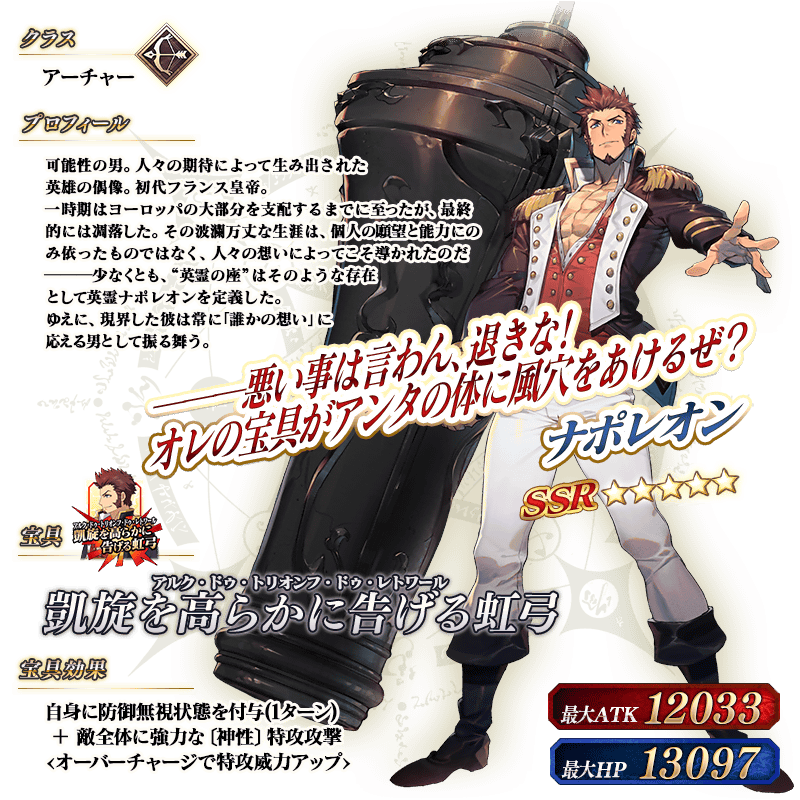 クラス
アーチャー
プロフィール
可能性の男。人々の期待によって生み出された
英雄の偶像。初代フランス皇帝。
一時期はヨーロッパの大部分を支配するまでに至ったが、最終
的には凋落した。その波瀾万丈な生涯は、個人の願望と能力にの
み依ったものではなく、人々の想いによってこそ導かれたのだ
———少なくとも、“英霊の座”はそのような存在
として英霊ナポレオンを定義した。
ゆえに、現界した彼は常に「誰かの想い」に
応える男として振る舞う。
———悪い事は言わん、退きな!
オレの宝具がアンタの体に風穴をあけるぜ?
ナポレオン
SSR ☆☆☆☆☆
宝具
アルク・ドゥ・トリオンフ・ドゥ・レトワール
凱旋を高らかに
告げる虹弓
アルク・ドゥ・トリオンフ・ドゥ・レトワール
凱旋を高らかに告げる虹弓
宝具効果
自身に防御無視状態を付与(1ターン)
+ 敵全体に強力な〔神性〕特攻攻撃
<オーバーチャージで特攻威力アップ>
最大ATK 12033
最大HP 13097